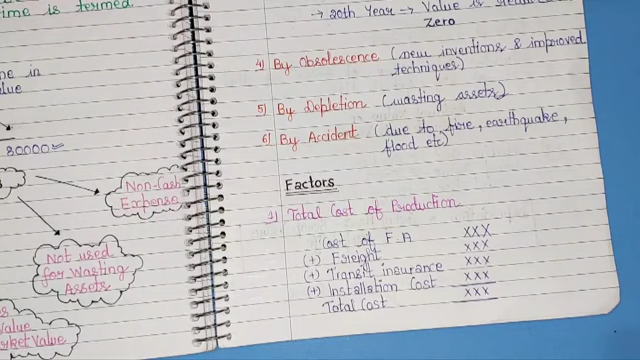 ime is termed
ne in
lue
80000
Non-Cash
Expense
Not used
for Wasting
Assets
Value
rket Value
→ 20th Year → Value is
Zero
4) By Obsolescence (new inventions & improved
techniques)
5) By Depletion (wasting assets)
6) By Accident (due to fire, earthquake,
flood etc)
Factors
1) Total Cost of Production
Cost of F.A XXX
(+) Freight XXX
(+) Transit insurance XXX
(+) Installation Cost XXX
Total Cost XXX